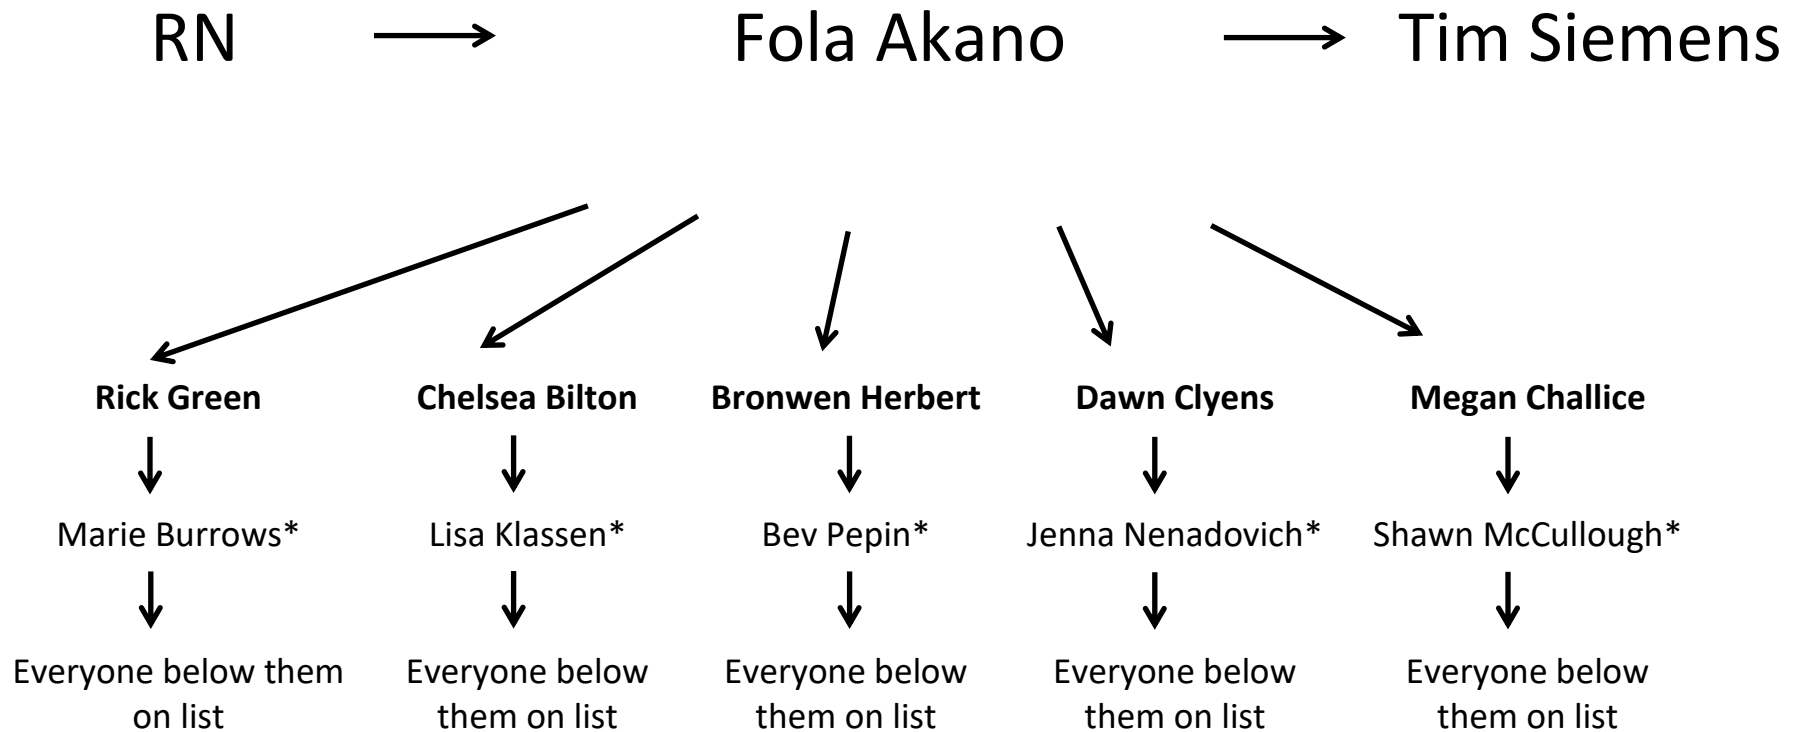 RN Fola Akano Tim Siemens
Rick Green Chelsea Bilton Bronwen Herbert Dawn Clyens Megan Challice
Marie Burrows* Lisa Klassen* Bev Pepin* Jenna Nenadovich* Shawn McCullough*
Everyone below them
on list
Everyone below
them on list
Everyone below
them on list
Everyone below
them on list
Everyone below
them on list